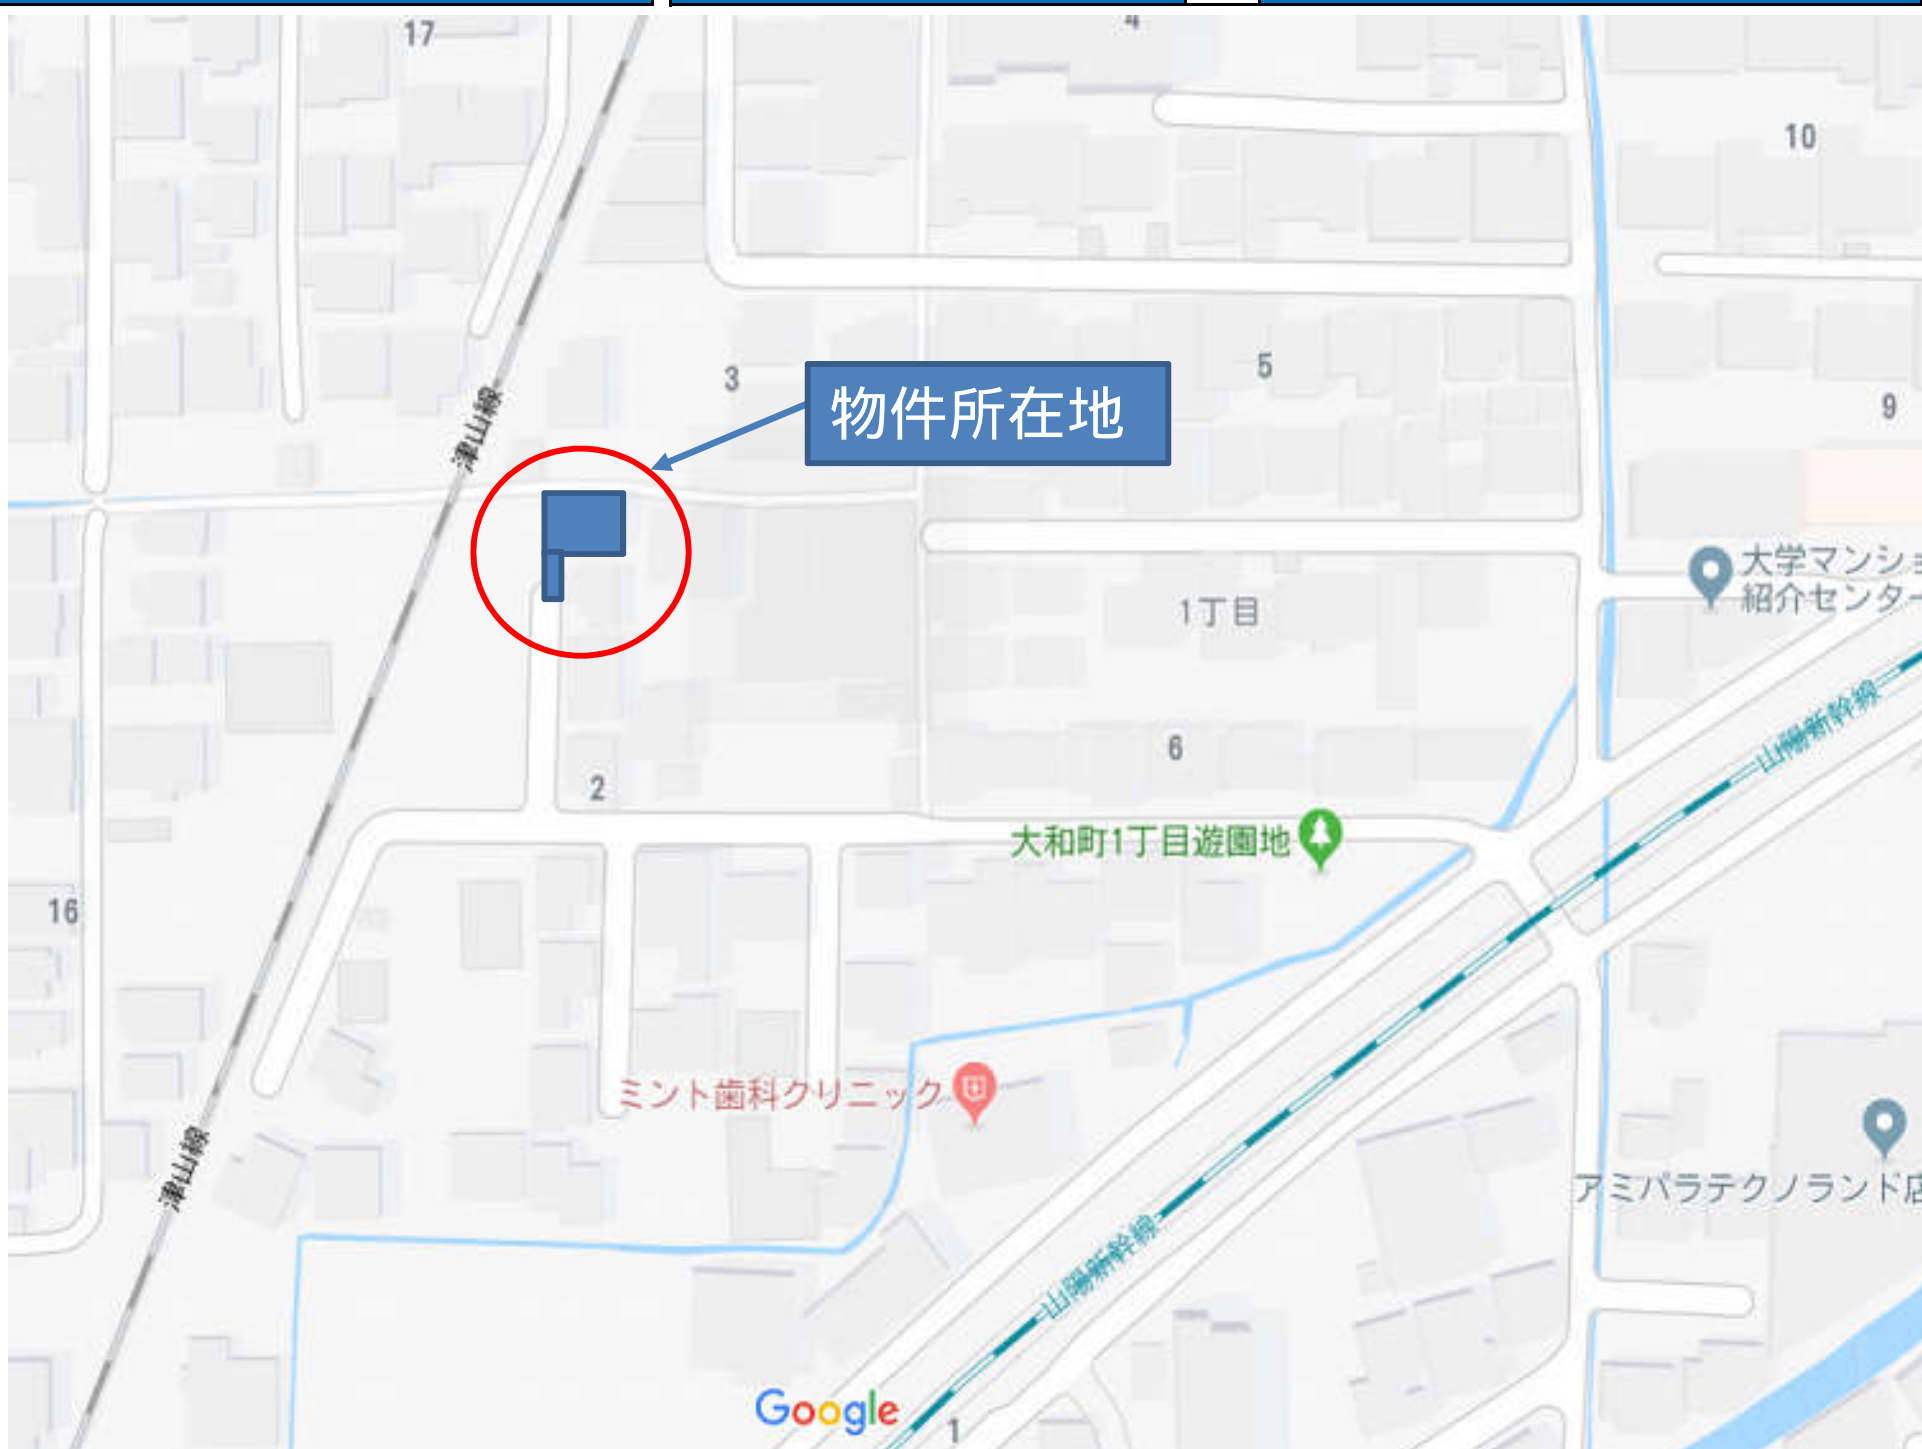 17
4
10
3
5
物件所在地
9
津山線
大学マンショ
紹介センター
1丁目
山陽新幹線
6
2
大和町1丁目遊園地
16
ミント歯科クリニック
津山線
アミパラテクノランド店
山陽新幹線
Google
1